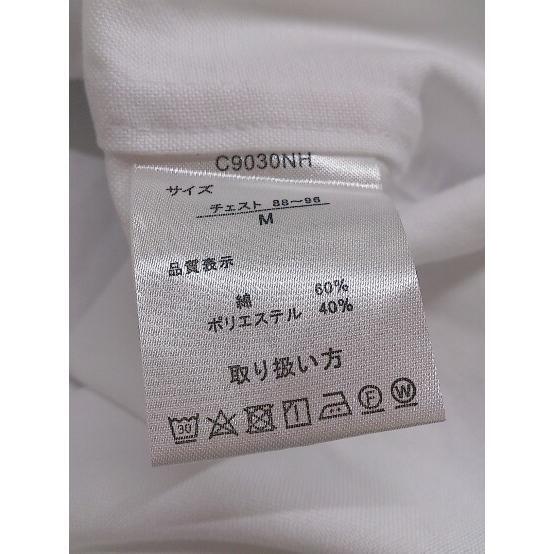 C9030NH
サイズ
チェスト 88～96
M
品質表示
綿 60%
ポリエステル 40%
取り扱い方
30 F W